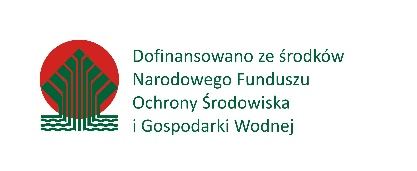 Dofinansowano ze środków
Narodowego Funduszu
Ochrony Środowiska
i Gospodarki Wodnej